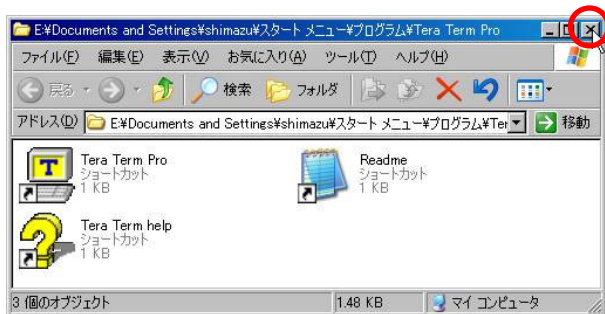 E:¥Documents and Settings¥shimazu¥スタート メニュー¥プログラム¥Tera Term Pro
ファイル(F) 編集(E) 表示(V) お気に入り(A) ツール(T) ヘルプ(H)
戻る 検索 フォルダ
アドレス(D) E:¥Documents and Settings¥shimazu¥スタート メニュー¥プログラム¥Ter 移動
Tera Term Pro
ショートカット
1 KB
Readme
ショートカット
1 KB
Tera Term help
ショートカット
1 KB
3 個のオブジェクト 1.48 KB マイ コンピュータ